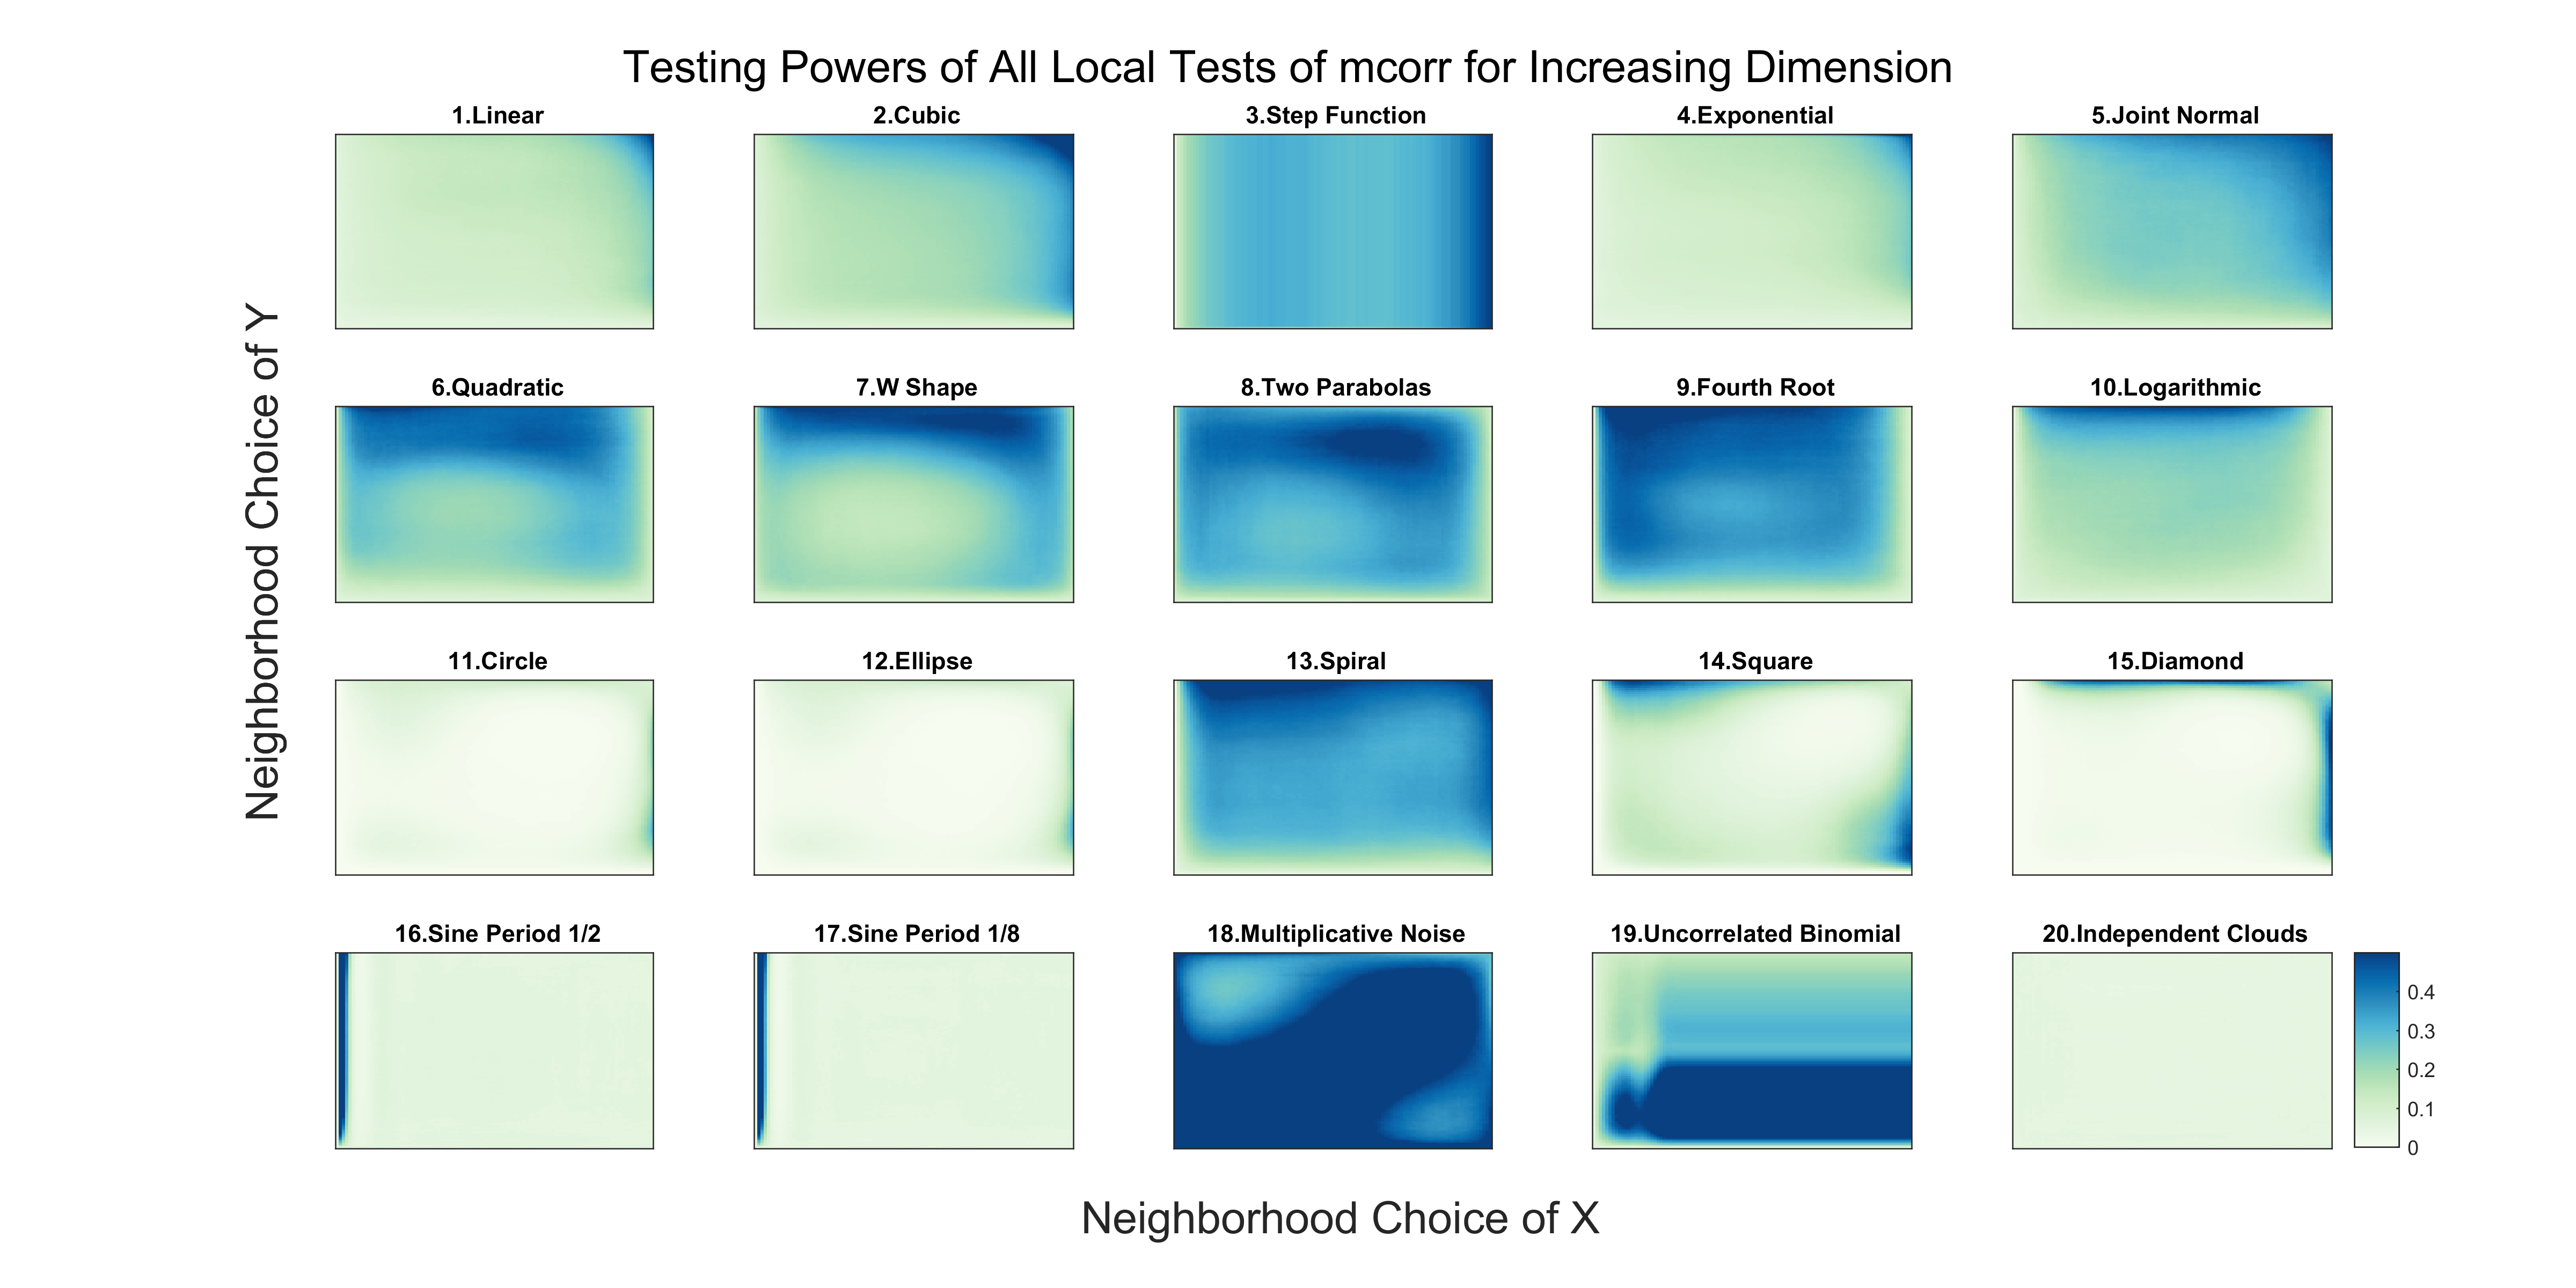 Testing Powers of All Local Tests of mcorr for Increasing Dimension
1.Linear
2.Cubic
3.Step Function
4.Exponential
5.Joint Normal
6.Quadratic
7.W Shape
8.Two Parabolas
9.Fourth Root
10.Logarithmic
11.Circle
12.Ellipse
13.Spiral
14.Square
15.Diamond
16.Sine Period 1/2
17.Sine Period 1/8
18.Multiplicative Noise
19.Uncorrelated Binomial
20.Independent Clouds
0.4
0.3
0.2
0.1
0
Neighborhood Choice of Y
Neighborhood Choice of X